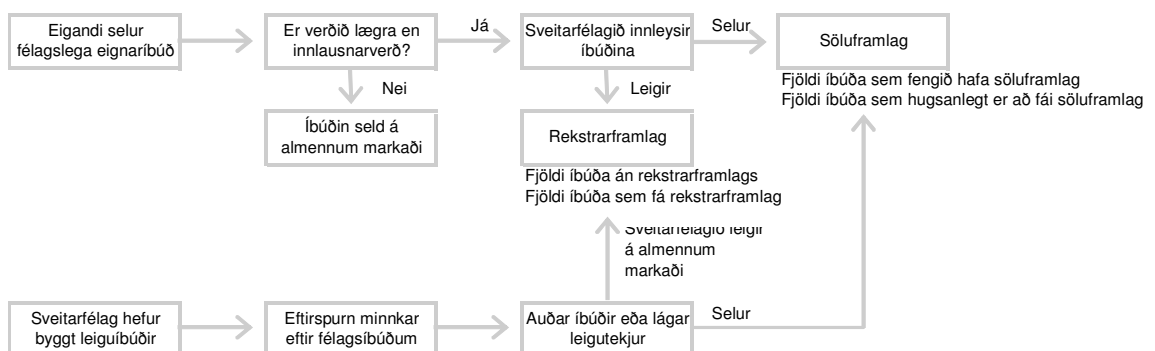 Eigandi selur
félagslega eignaríbúð
Er verðið lægra en
innlausnarverð?
Já
Sveitarfélagið innleysir
íbúðina
Selur
Söluframlag
Fjöldi íbúða sem fengið hafa söluframlag
Fjöldi íbúða sem hugsanlegt er að fái söluframlag
Nei
Leigir
Íbúðin seld á
almennum markaði
Rekstrarframlag
Fjöldi íbúða án rekstrarframlags
Fjöldi íbúða sem fá rekstrarframlag
Sveitarfélagið leigir
á almennum
markaði
Sveitarfélag hefur
byggt leiguíbúðir
Eftirspurn minnkar
eftir félagsíbúðum
Auðar íbúðir eða lágar
leigutekjur
Selur